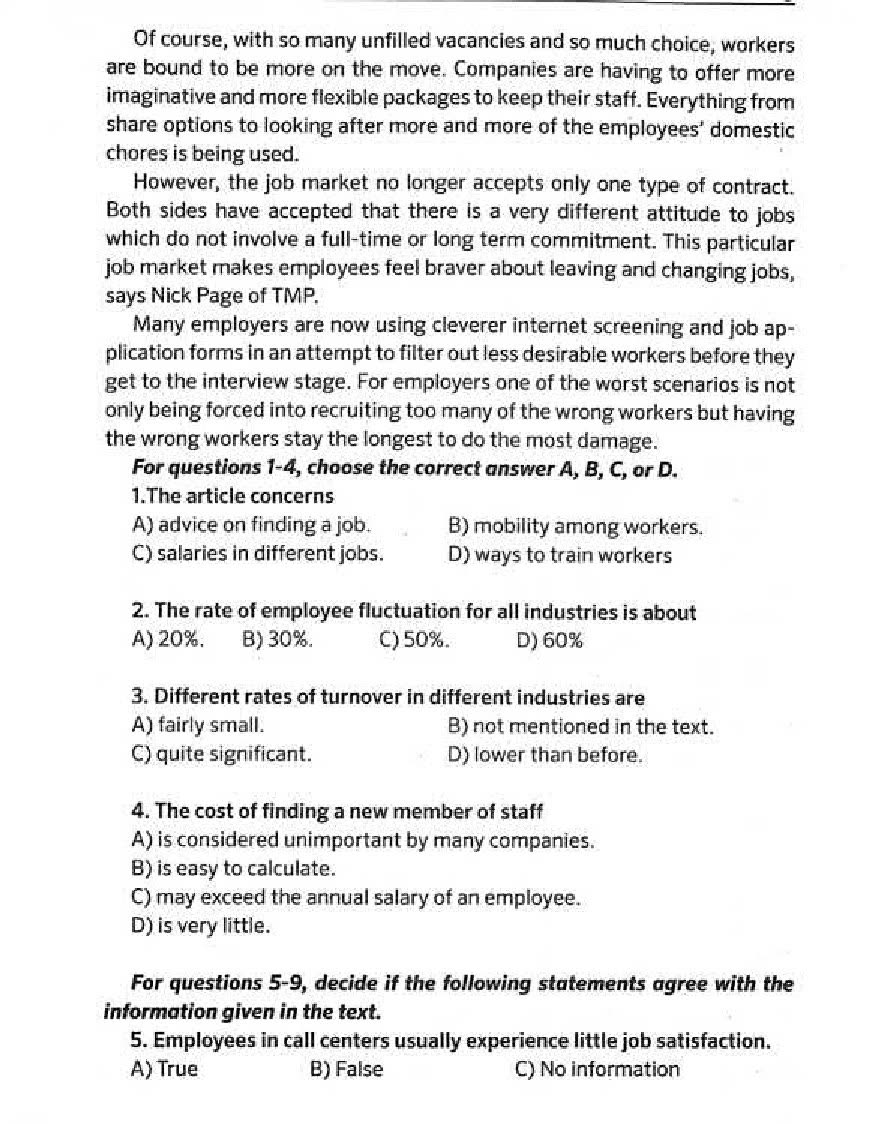 Of course, with so many unfilled vacancies and so much choice, workers
are bound to be more on the move. Companies are having to offer more
imaginative and more flexible packages to keep their staff. Everything from
share options to looking after more and more of the employees' domestic
chores is being used.
However, the job market no longer accepts only one type of contract.
Both sides have accepted that there is a very different attitude to jobs
which do not involve a full-time or long term commitment. This particular
job market makes employees feel braver about leaving and changing jobs,
says Nick Page of TMP.
Many employers are now using cleverer internet screening and job ap-
plication forms in an attempt to filter out less desirable workers before they
get to the interview stage. For employers one of the worst scenarios is not
only being forced into recruiting too many of the wrong workers but having
the wrong workers stay the longest to do the most damage.
For questions 1-4, choose the correct answer A, B, C, or D.
1.The article concerns
A) advice on finding a job. B) mobility among workers.
C) salaries in different jobs. D) ways to train workers
2. The rate of employee fluctuation for all industries is about
A) 20%. B) 30%. C) 50%. D) 60%
3. Different rates of turnover in different industries are
A) fairly small. B) not mentioned in the text.
C) quite significant. D) lower than before.
4. The cost of finding a new member of staff
A) is considered unimportant by many companies.
B) is easy to calculate.
C) may exceed the annual salary of an employee.
D) is very little.
For questions 5-9, decide if the following statements agree with the
information given in the text.
5. Employees in call centers usually experience little job satisfaction.
A) True B) False C) No information